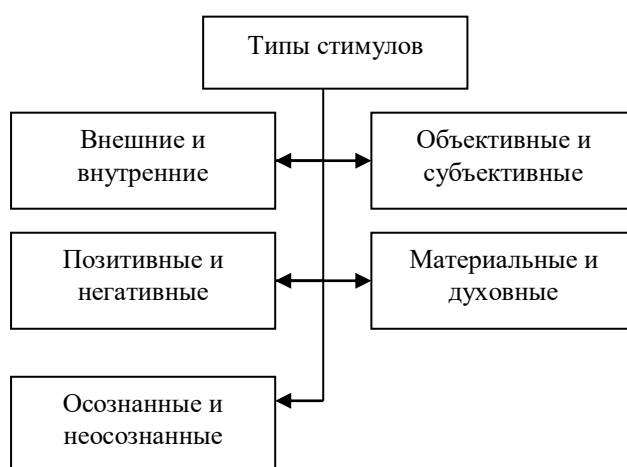 Типы стимулов
Внешние и
внутренние
Объективные и
субъективные
Позитивные и
негативные
Материальные и
духовные
Осознанные и
неосознанные